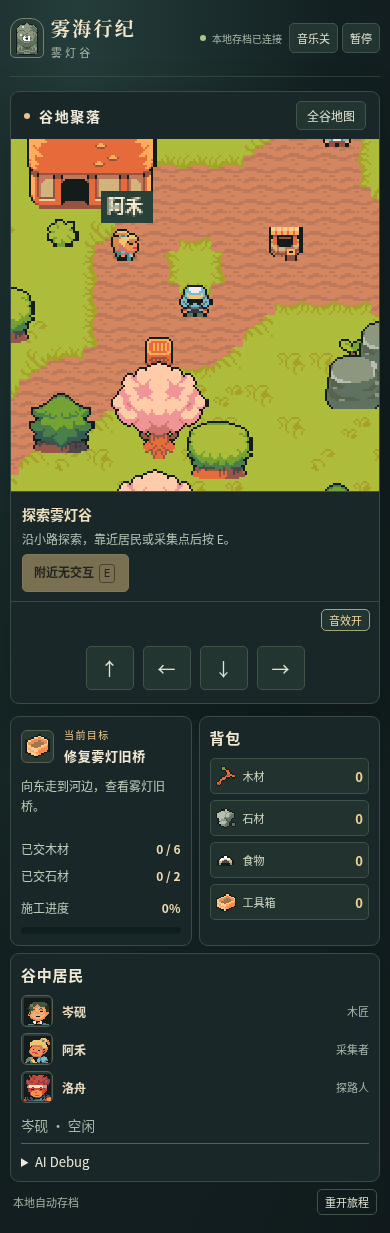 雾海行纪
雾灯谷
本地存档已连接
音乐关
暂停
谷地聚落
全谷地图
阿禾
探索雾灯谷
沿小路探索，靠近居民或采集点后按 E。
附近无交互 E
音效开
↑ ← ↓ →
当前目标
修复雾灯旧桥
向东走到河边，查看雾灯旧
桥。
已交木材 0 / 6
已交石材 0 / 2
施工进度 0%
背包
木材 0
石材 0
食物 0
工具箱 0
谷中居民
岑砚 木匠
阿禾 采集者
洛舟 探路人
岑砚 · 空闲
▶ AI Debug
本地自动存档
重开旅程